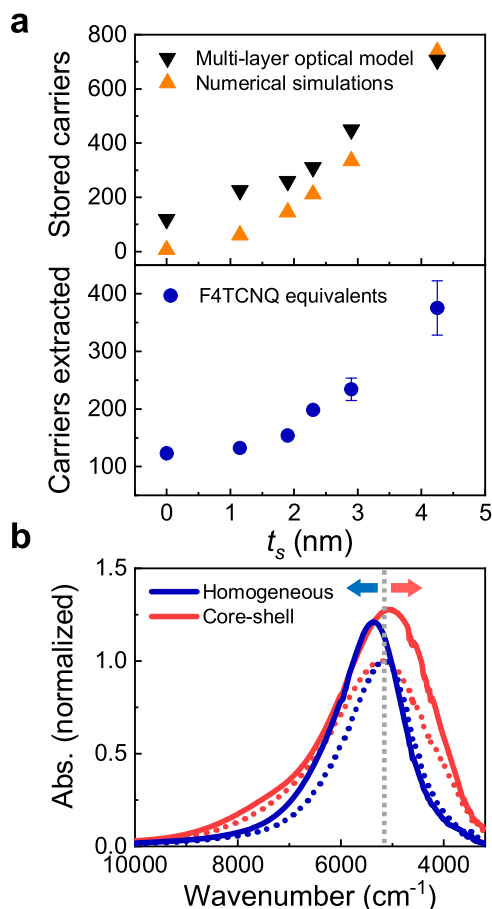 a
800
600
400
200
0
Stored carriers
Multi-layer optical model
Numerical simulations
400
300
200
100
Carriers extracted
F4TCNQ equivalents
0 1 2 3 4 5
tₛ (nm)
b
1.5
1.0
0.5
0.0
Abs. (normalized)
Homogeneous
Core-shell
10000 8000 6000 4000
Wavenumber (cm⁻¹)